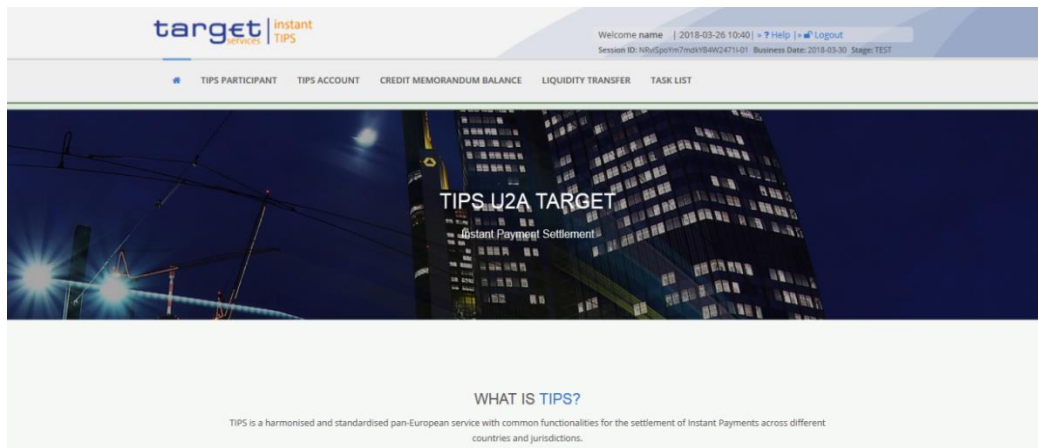 target | instant
services TIPS
Welcome name | 2018-03-26 10:40| » ? Help |» Logout
Business Date: 2018-03-30 Stage: TEST
Session ID:
TIPS PARTICIPANT TIPS ACCOUNT CREDIT MEMORANDUM BALANCE LIQUIDITY TRANSFER TASK LIST
TIPS U2A TARGET
Instant Payment Settlement
WHAT IS TIPS?
TIPS is a harmonised and standardised pan-European service with common functionalities for the settlement of Instant Payments across different
countries and jurisdictions.